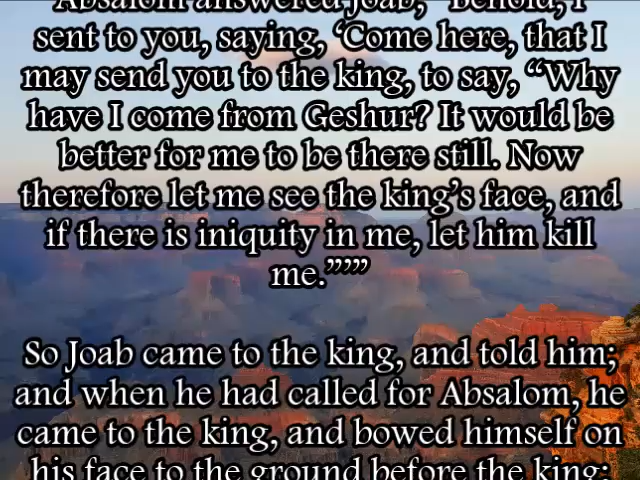 Absalom answered Joab, “Behold, I
sent to you, saying, ‘Come here, that I
may send you to the king, to say, “Why
have I come from Geshur? It would be
better for me to be there still. Now
therefore let me see the king’s face, and
if there is iniquity in me, let him kill
me.”’”
So Joab came to the king, and told him;
and when he had called for Absalom, he
came to the king, and bowed himself on
his face to the ground before the king: